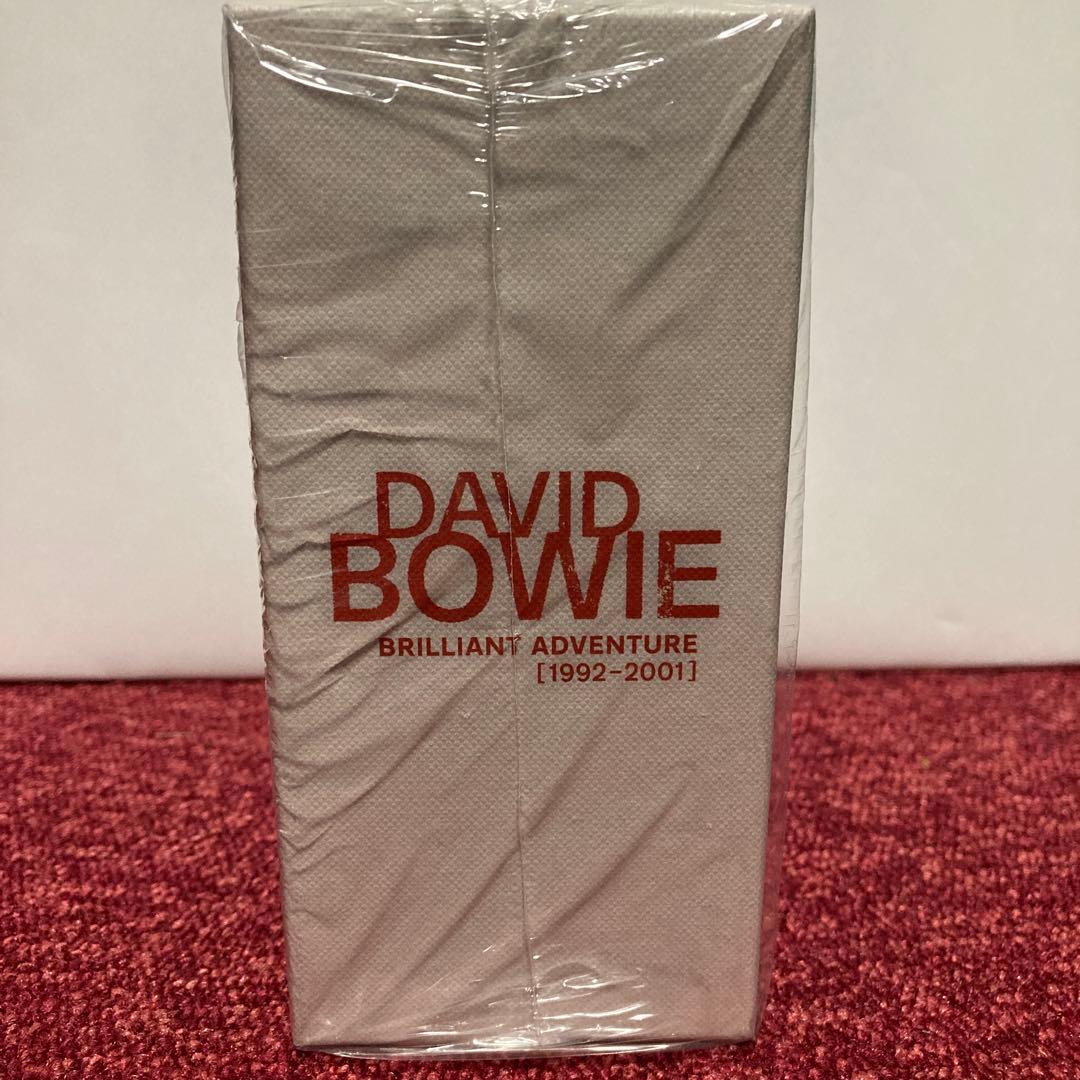 DAVID
BOWIE
BRILLIANT ADVENTURE
[1992–2001]